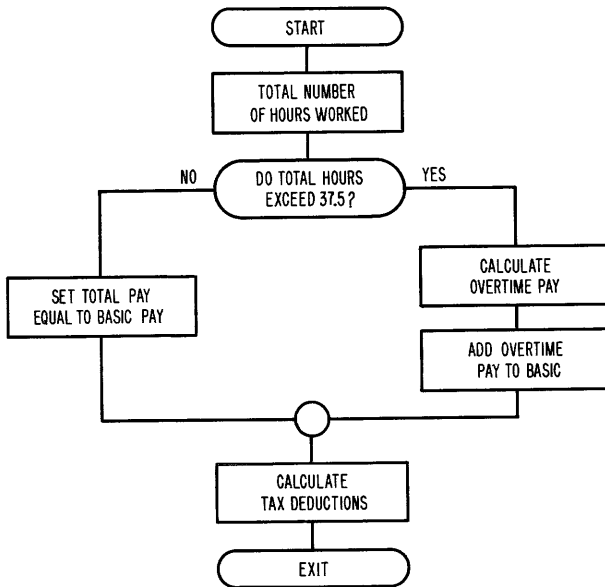 START
TOTAL NUMBER
OF HOURS WORKED
DO TOTAL HOURS
EXCEED 37.5?
NO
YES
SET TOTAL PAY
EQUAL TO BASIC PAY
CALCULATE
OVERTIME PAY
ADD OVERTIME
PAY TO BASIC
CALCULATE
TAX DEDUCTIONS
EXIT